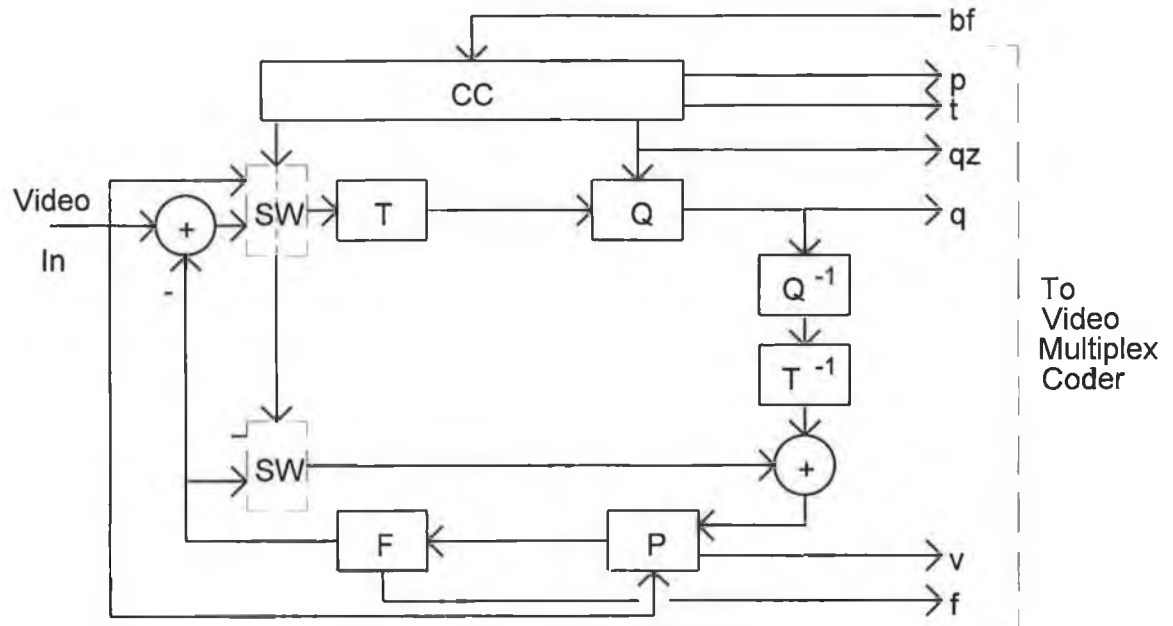 bf
CC
p
t
qz
Video
In
+
-
SW
T
Q
q
Q -1
T -1
To
Video
Multiplex
Coder
SW
+
F
P
v
f